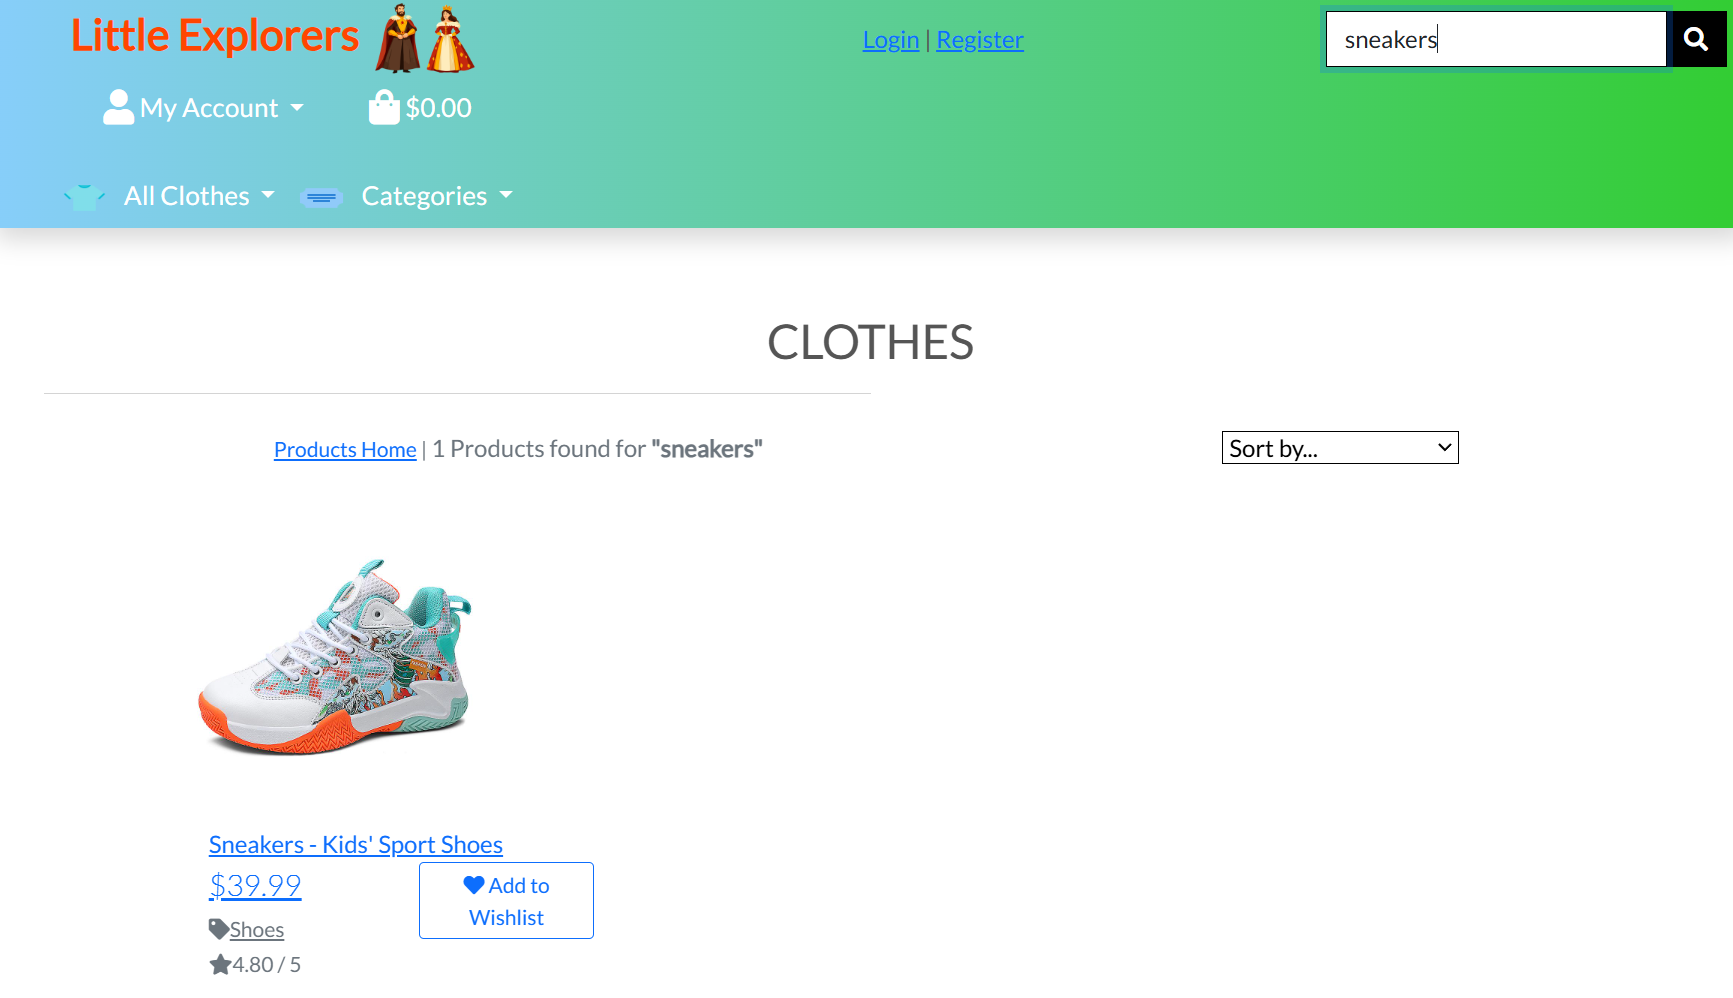 Little Explorers
Login | Register
sneakers
My Account
$0.00
All Clothes
Categories
CLOTHES
Products Home | 1 Products found for "sneakers"
Sort by...
Sneakers - Kids' Sport Shoes
$39.99
Add to
Wishlist
Shoes
4.80 / 5